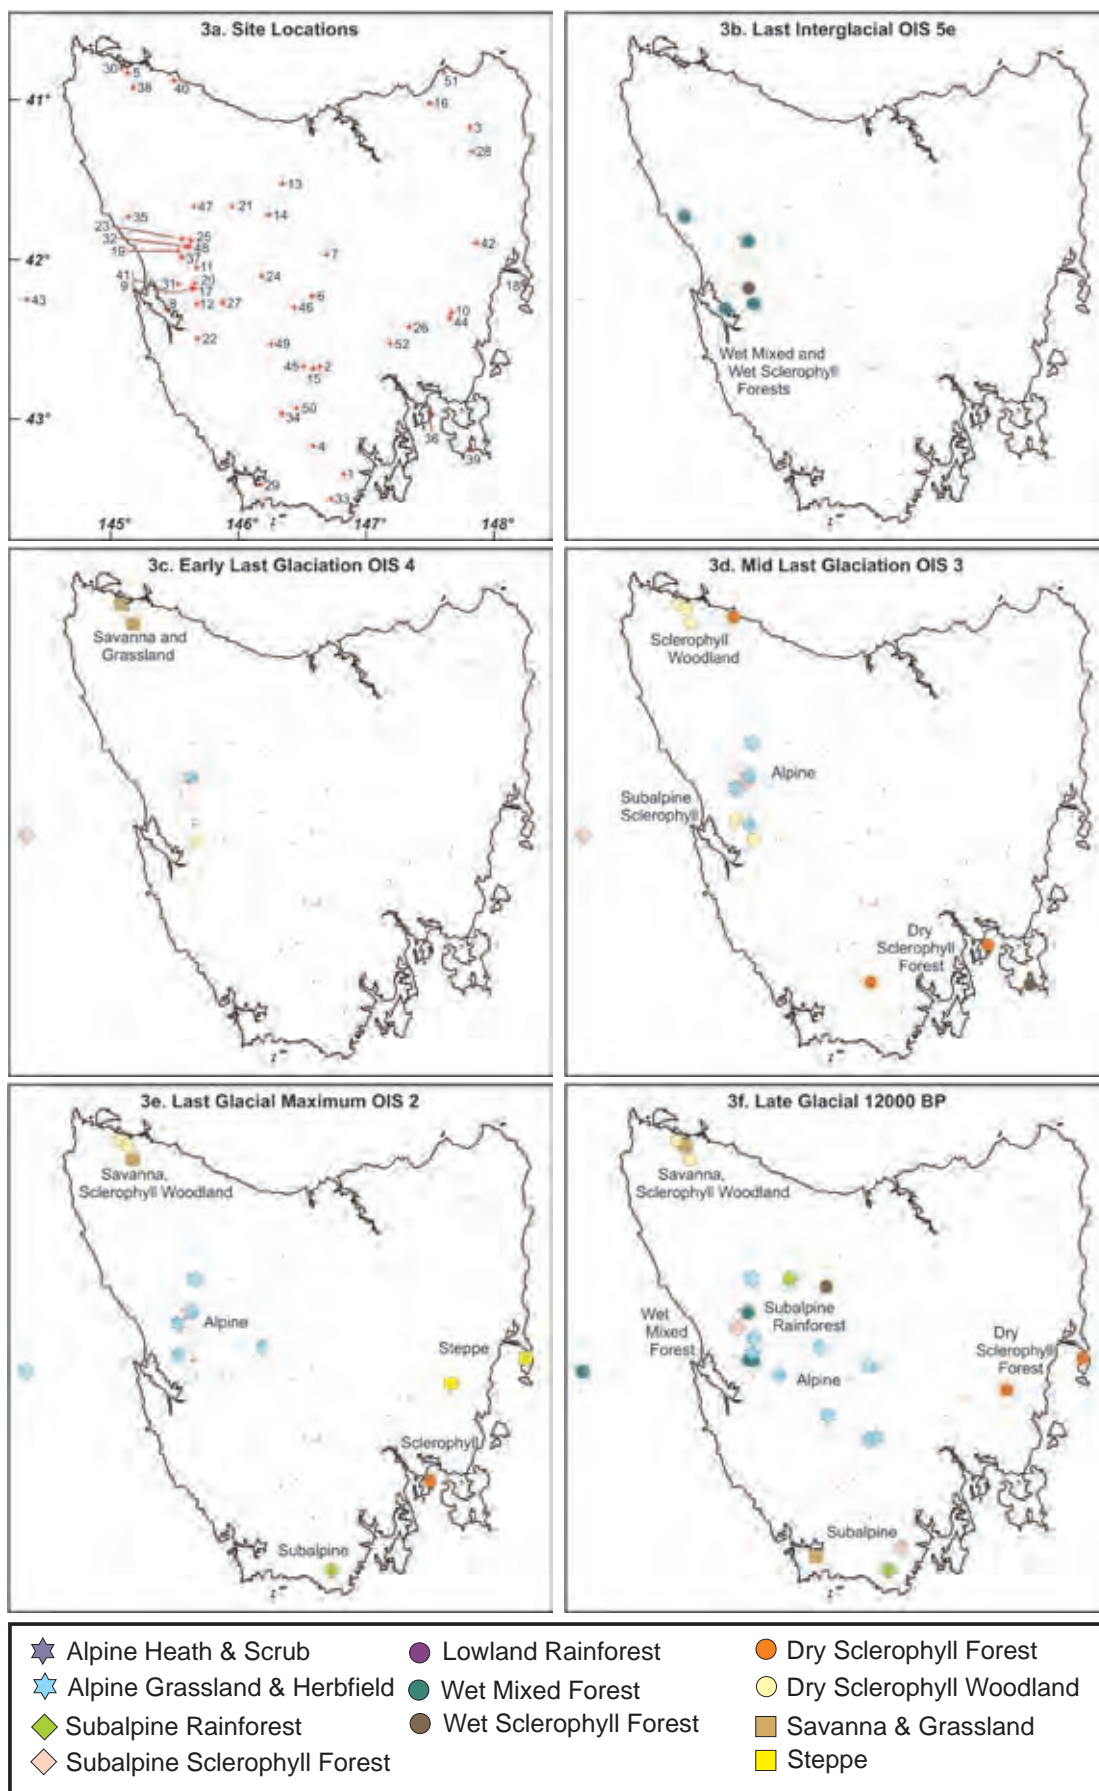 3a. Site Locations
30
5
38
40
51
16
3
28
41°
13
47
21
14
35
23
25
32
48
19
37
7
42
42°
11
24
41
9
31
20
17
18
43
8
12
27
6
46
10
44
26
22
49
52
45
2
15
50
34
43°
36
4
39
1
29
33
145°
146°
147°
148°
3b. Last Interglacial OIS 5e
Wet Mixed and
Wet Sclerophyll
Forests
3c. Early Last Glaciation OIS 4
Savanna and
Grassland
3d. Mid Last Glaciation OIS 3
Sclerophyll
Woodland
Alpine
Subalpine
Sclerophyll
Dry
Sclerophyll
Forest
3e. Last Glacial Maximum OIS 2
Savanna,
Sclerophyll Woodland
Alpine
Steppe
Sclerophyll
Subalpine
3f. Late Glacial 12000 BP
Savanna,
Sclerophyll Woodland
Wet
Mixed
Forest
Subalpine
Rainforest
Dry
Sclerophyll
Forest
Alpine
Subalpine
Alpine Heath & Scrub
Alpine Grassland & Herbfield
Subalpine Rainforest
Subalpine Sclerophyll Forest
Lowland Rainforest
Wet Mixed Forest
Wet Sclerophyll Forest
Dry Sclerophyll Forest
Dry Sclerophyll Woodland
Savanna & Grassland
Steppe